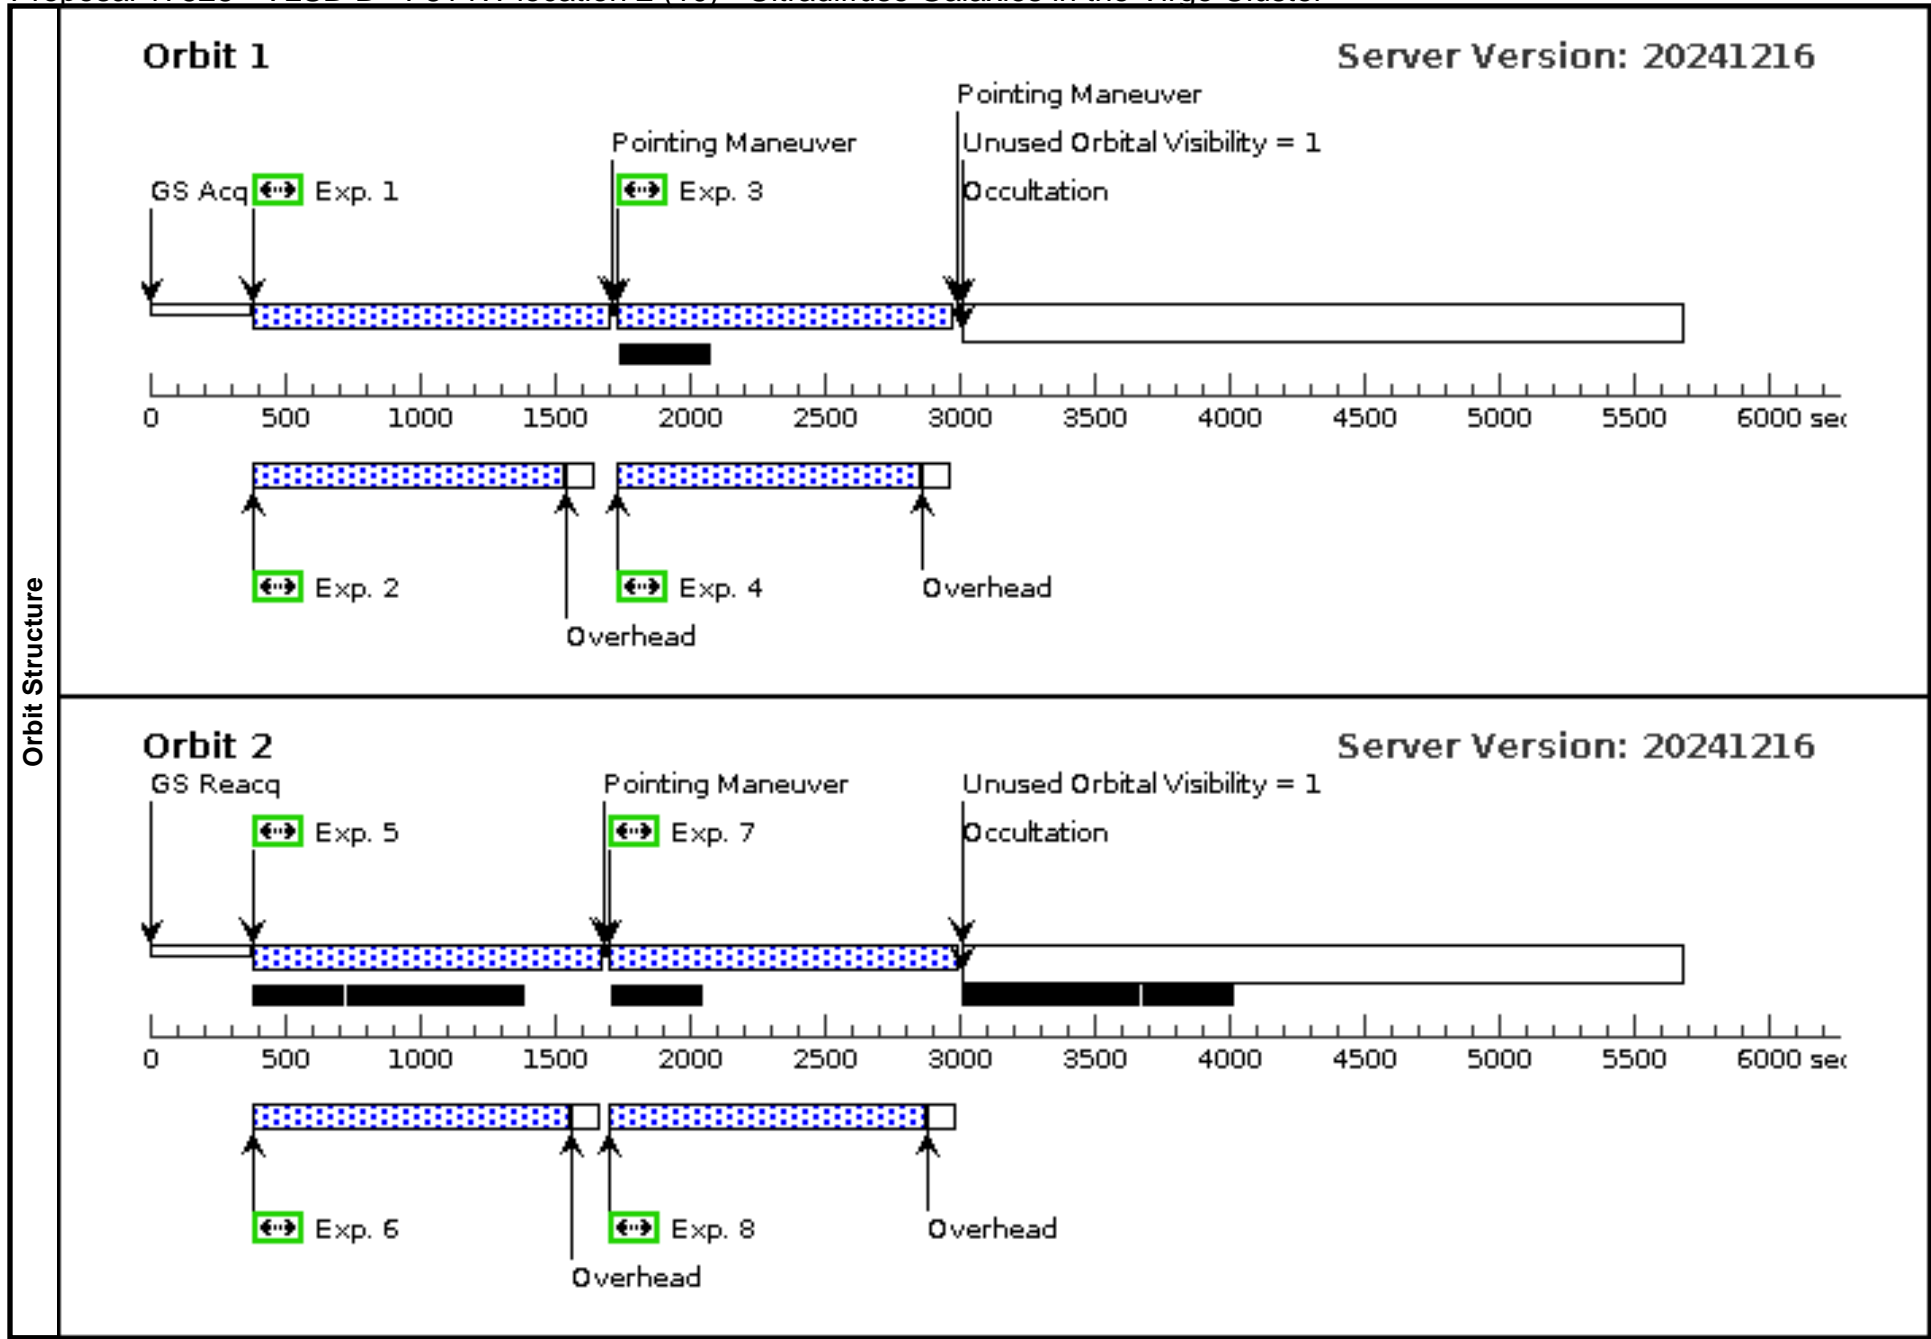 Orbit Structure
Orbit 1
Server Version: 20241216
Pointing Maneuver
Pointing Maneuver
Unused Orbital Visibility = 1
GS Acq
Exp. 1
Exp. 3
Occultation
0 500 1000 1500 2000 2500 3000 3500 4000 4500 5000 5500 6000
Exp. 2
Exp. 4
Overhead
Overhead
Orbit 2
Server Version: 20241216
GS Reacq
Pointing Maneuver
Unused Orbital Visibility = 1
Exp. 5
Exp. 7
Occultation
0 500 1000 1500 2000 2500 3000 3500 4000 4500 5000 5500 6000
Exp. 6
Exp. 8
Overhead
Overhead